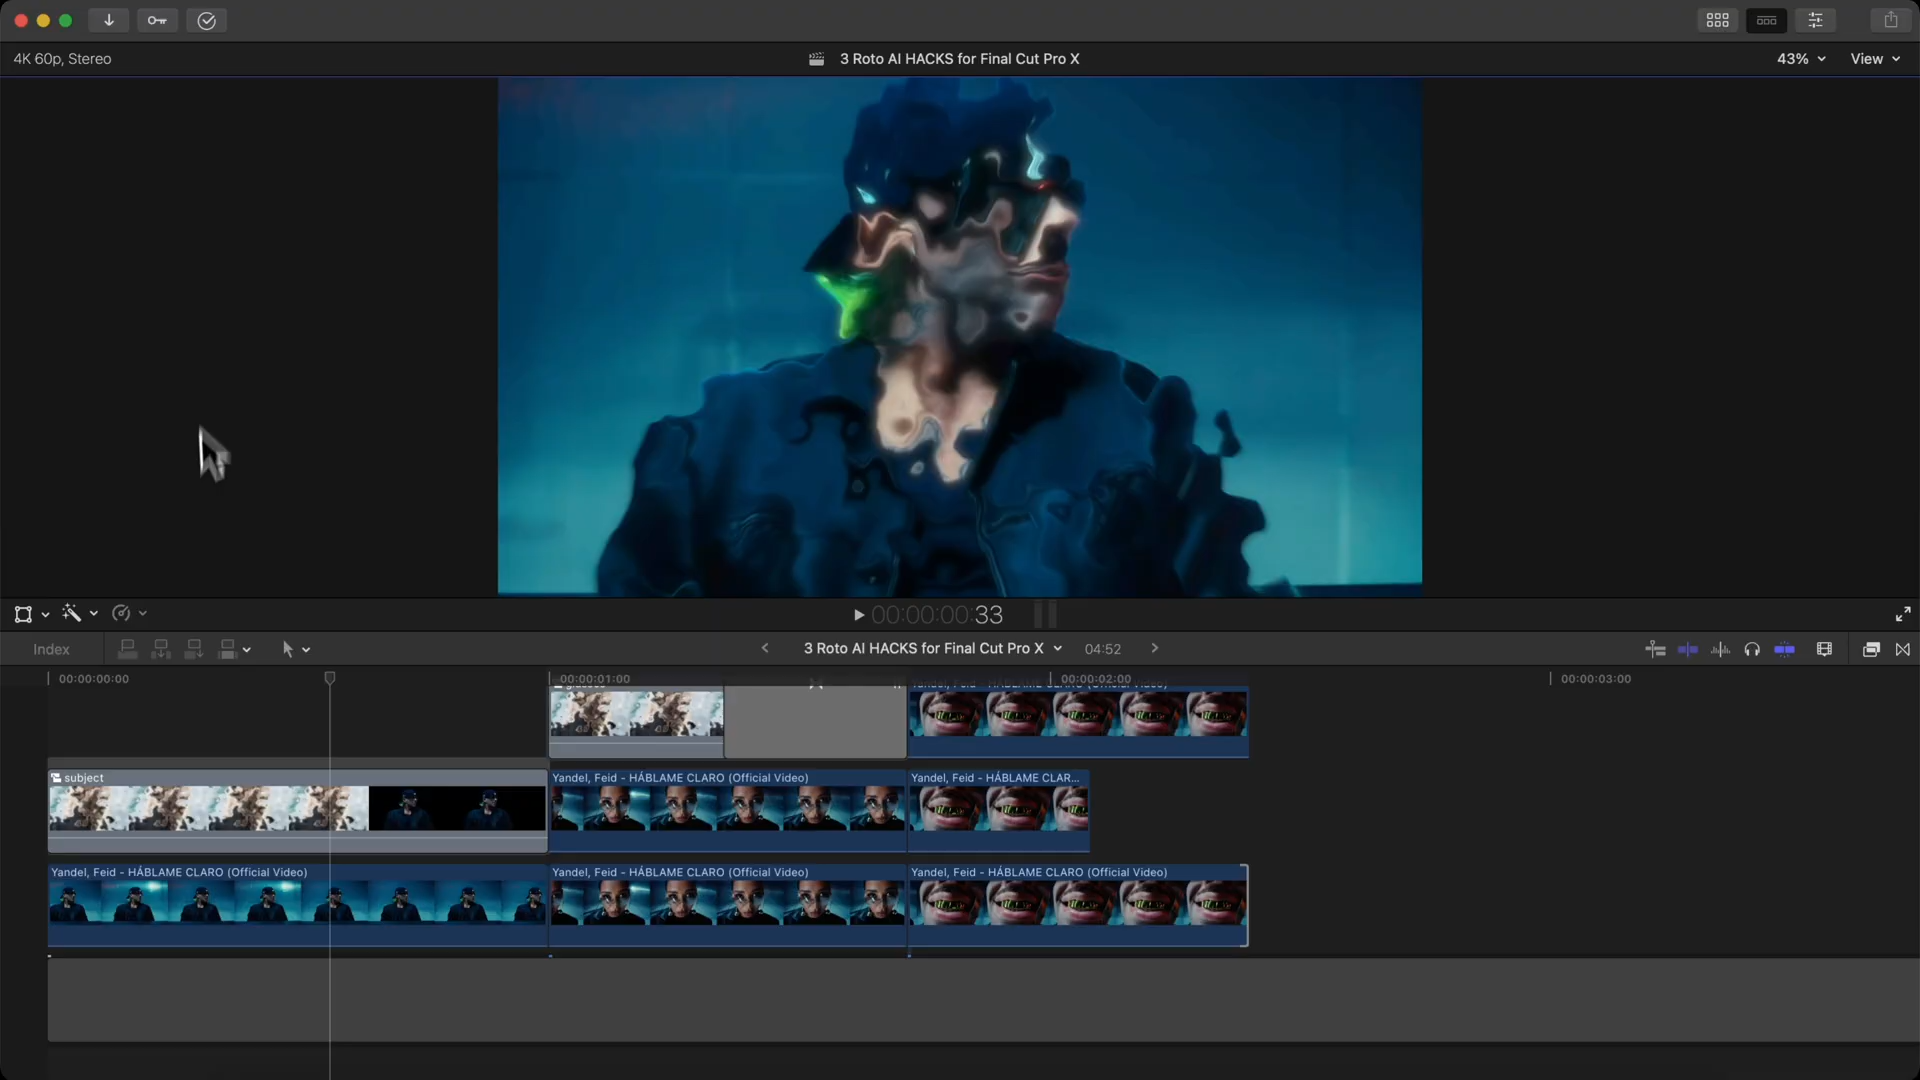 4K 60p, Stereo
3 Roto AI HACKS for Final Cut Pro X
43%
View
00:00:00:33
Index
3 Roto AI HACKS for Final Cut Pro X
04:52
00:00:00:00
00:00:01:00
00:00:02:00
00:00:03:00
glasses
Yandel, Feid - HÁBLAME CLARO (Official Video)
subject
Yandel, Feid - HÁBLAME CLARO (Official Video)
Yandel, Feid - HÁBLAME CLAR...
Yandel, Feid - HÁBLAME CLARO (Official Video)
Yandel, Feid - HÁBLAME CLARO (Official Video)
Yandel, Feid - HÁBLAME CLARO (Official Video)